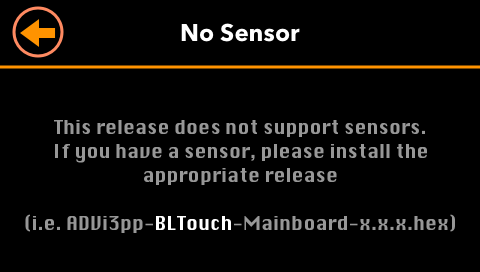 No Sensor
This release does not support sensors.
If you have a sensor, please install the
appropriate release
(i.e. ADVi3pp-BLTouch-Mainboard-x.x.x.hex)